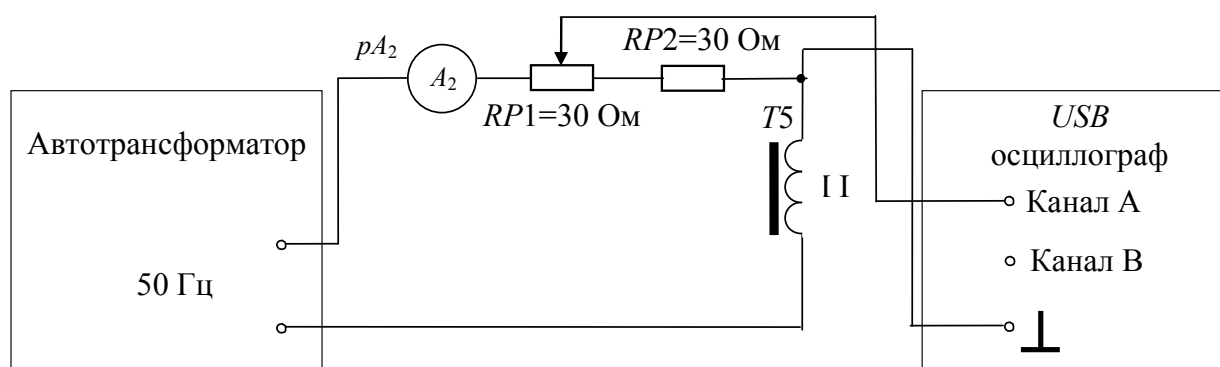 pA₂
RP2=30 Ом
A₂
RP1=30 Ом
T5
Автотрансформатор
USB
осциллограф
I I
Канал A
Канал B
50 Гц